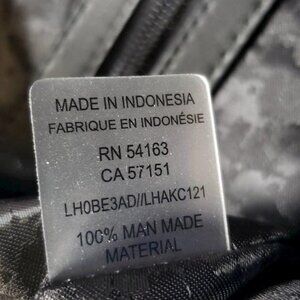 MADE IN INDONESIA
FABRIQUE EN INDONÉSIE
RN 54163
CA 57151
LH0BE3AD//LHAKC121
100% MAN MADE
MATERIAL